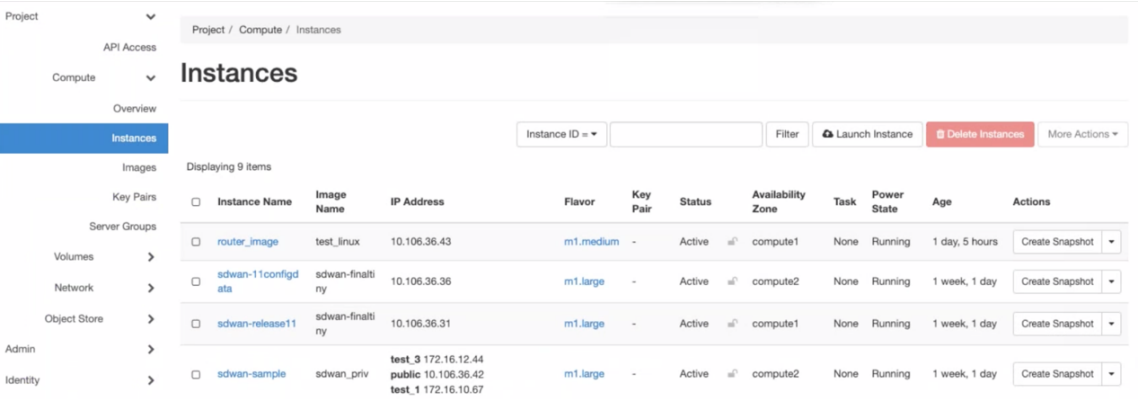 Project
API Access
Compute
Overview
Instances
Images
Key Pairs
Server Groups
Volumes
Network
Object Store
Admin
Identity
Project / Compute / Instances
Instances
Instance ID = Filter Launch Instance Delete Instances More Actions
Displaying 9 items
Instance Name Image Name IP Address Flavor Key Pair Status Availability Zone Task Power State Age Actions
router_image test_linux 10.106.36.43 m1.medium - Active compute1 None Running 1 day, 5 hours Create Snapshot
sdwan-11configdata sdwan-finaltiny 10.106.36.36 m1.large - Active compute2 None Running 1 week, 1 day Create Snapshot
sdwan-release11 sdwan-finaltiny 10.106.36.31 m1.large - Active compute1 None Running 1 week, 1 day Create Snapshot
sdwan-sample sdwan_priv test_3 172.16.12.44 public 10.106.36.42 test_1 172.16.10.67 m1.large - Active compute2 None Running 1 week, 1 day Create Snapshot